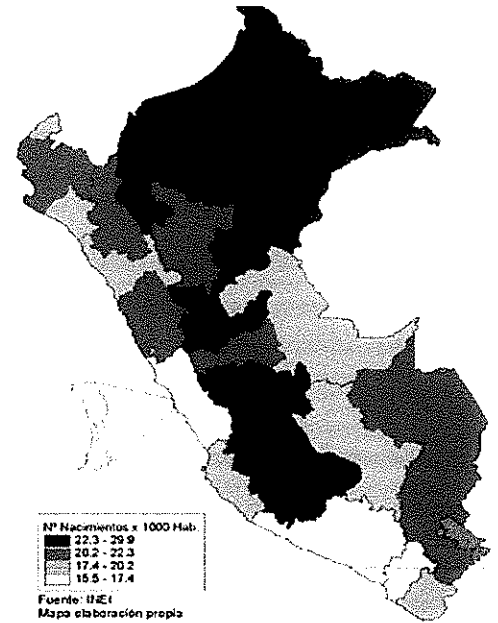 Nº Nacimientos x 1000 Hab
22.3 - 29.9
20.2 - 22.3
17.4 - 20.2
15.5 - 17.4
Fuente: INEI
Mapa elaboración propia